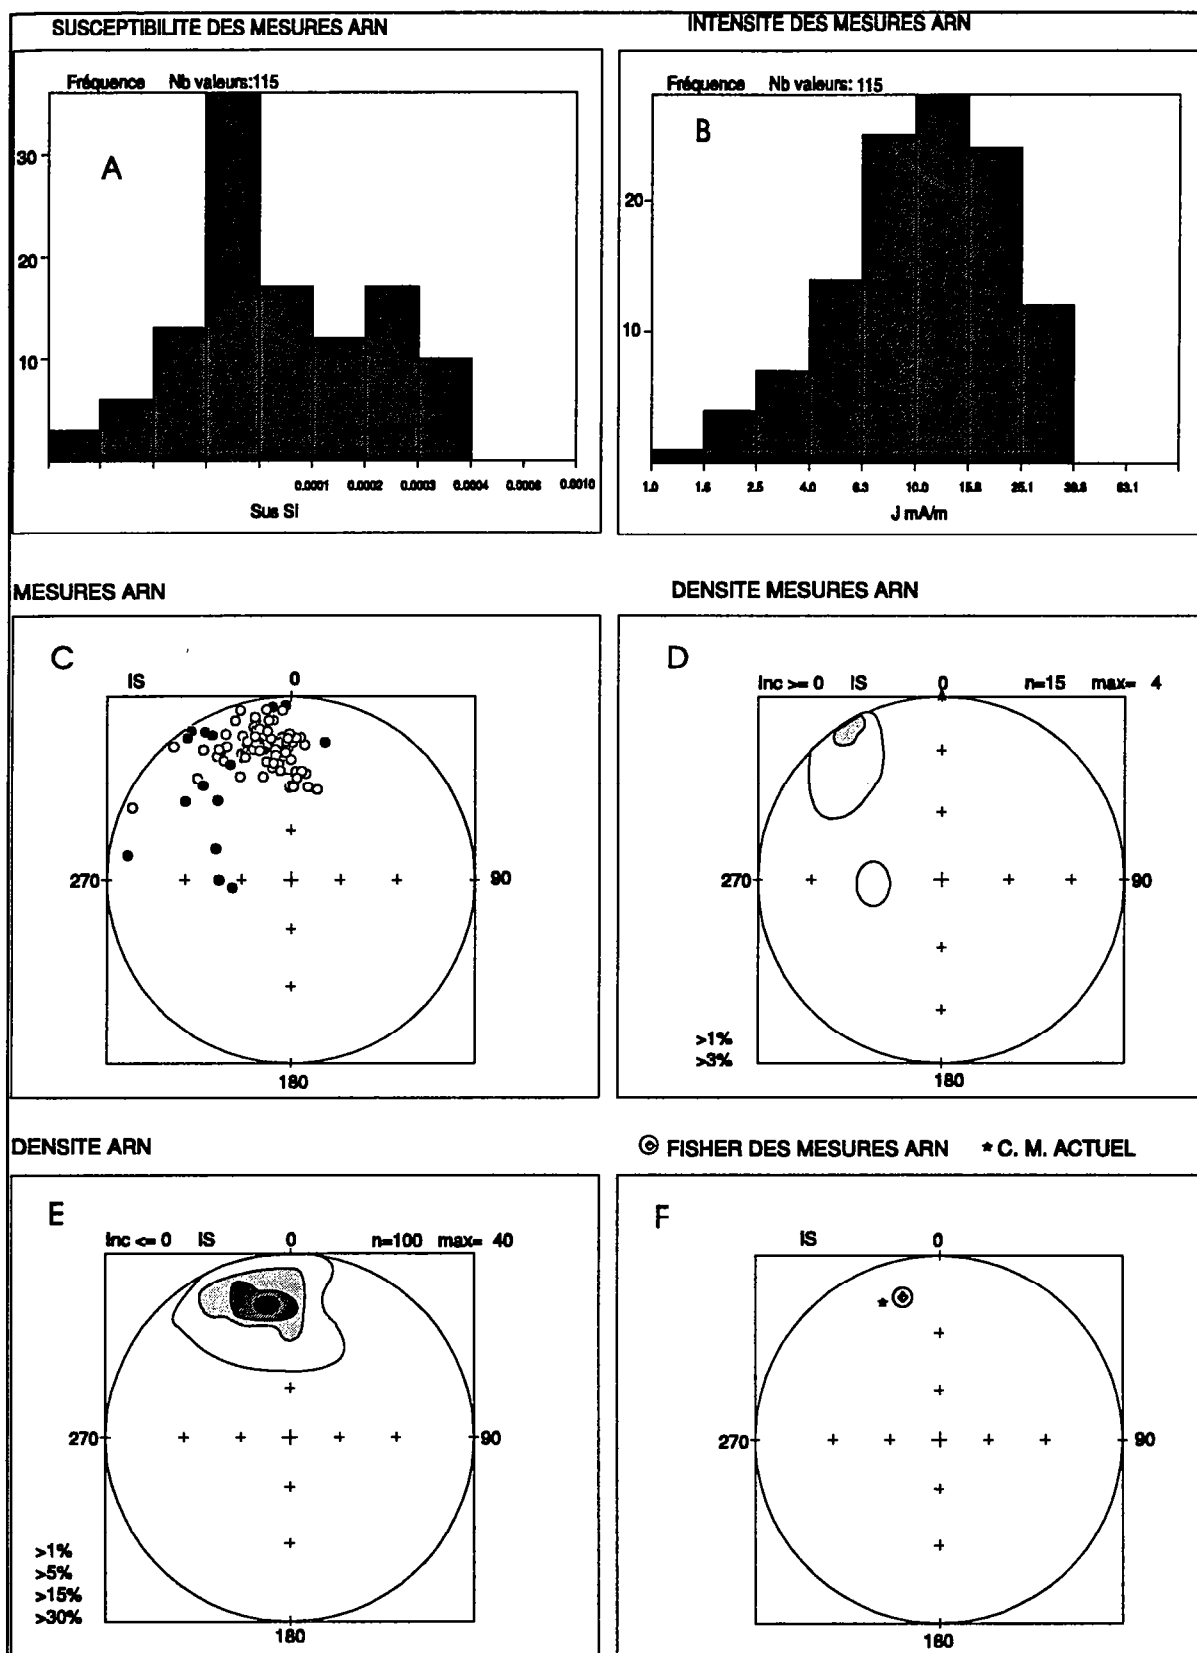 SUSCEPTIBILITE DES MESURES ARN
Fréquence Nb valeurs:115
A
30
20
10
0.0001 0.0002 0.0003 0.0004 0.0006 0.0010
Sus SI
INTENSITE DES MESURES ARN
Fréquence Nb valeurs: 115
B
20
10
1.0 1.6 2.5 4.0 6.3 10.0 15.8 25.1 39.8 63.1
J mA/m
MESURES ARN
C
IS 0
270 90
180
DENSITE MESURES ARN
D
Inc >= 0 IS 0 n=15 max= 4
270 90
>1%
>3%
180
DENSITE ARN
E
Inc <= 0 IS 0 n=100 max= 40
270 90
>1%
>5%
>15%
>30%
180
FISHER DES MESURES ARN * C. M. ACTUEL
F
IS 0
270 90
180